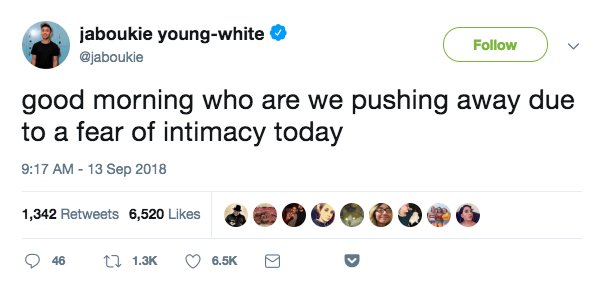 jaboukie young-white
@jaboukie
Follow
good morning who are we pushing away due
to a fear of intimacy today
9:17 AM - 13 Sep 2018
1,342 Retweets 6,520 Likes
46 1.3K 6.5K